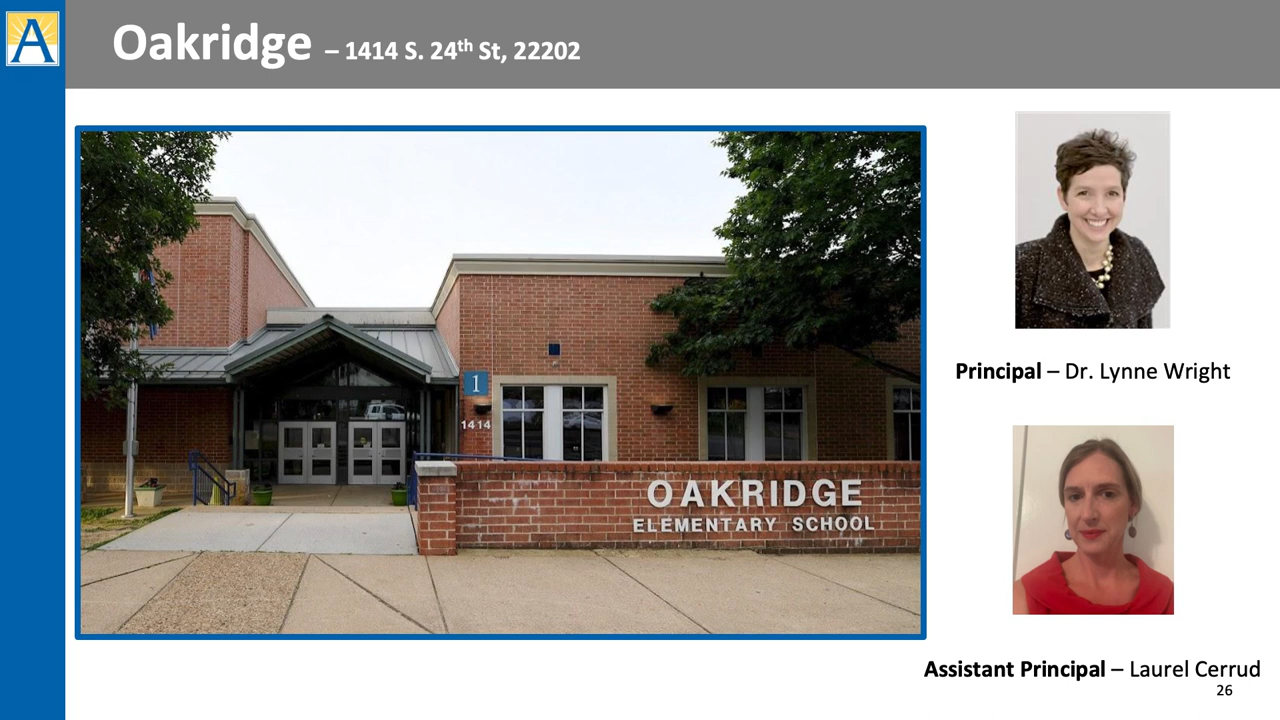 A
Oakridge – 1414 S. 24th St, 22202
1
1414
OAKRIDGE
ELEMENTARY SCHOOL
Principal – Dr. Lynne Wright
Assistant Principal – Laurel Cerrud
26